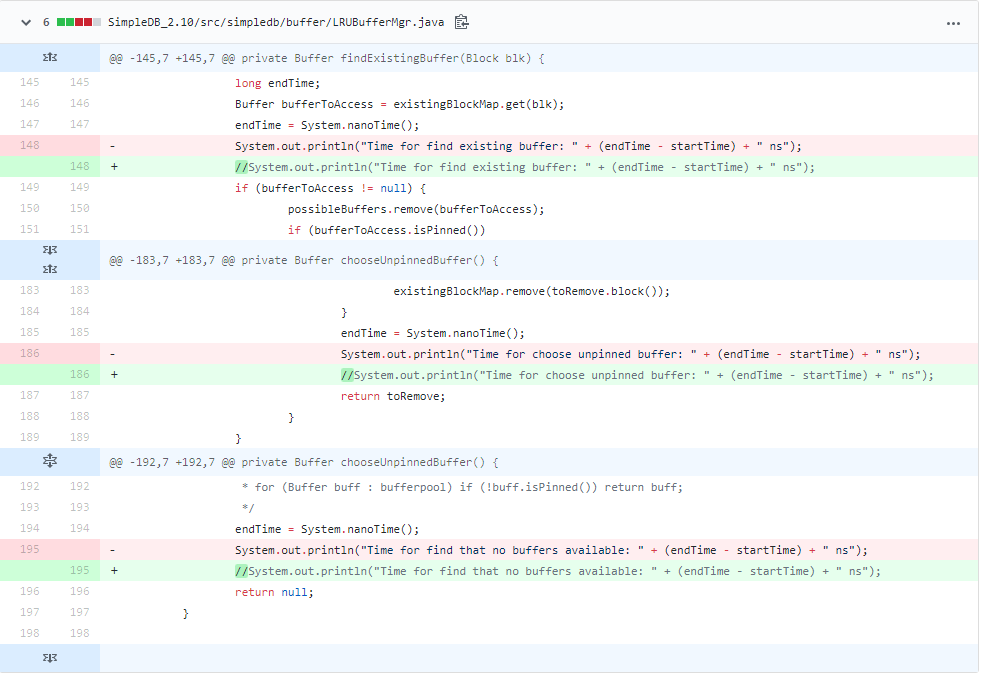 6 SimpleDB_2.10/src/simpledb/buffer/LRUBufferMgr.java
@@ -145,7 +145,7 @@ private Buffer findExistingBuffer(Block blk) {
145 145 long endTime;
146 146 Buffer bufferToAccess = existingBlockMap.get(blk);
147 147 endTime = System.nanoTime();
148 - System.out.println("Time for find existing buffer: " + (endTime - startTime) + " ns");
148 + //System.out.println("Time for find existing buffer: " + (endTime - startTime) + " ns");
149 149 if (bufferToAccess != null) {
150 150 possibleBuffers.remove(bufferToAccess);
151 151 if (bufferToAccess.isPinned())
@@ -183,7 +183,7 @@ private Buffer chooseUnpinnedBuffer() {
183 183 existingBlockMap.remove(toRemove.block());
184 184 }
185 185 endTime = System.nanoTime();
186 - System.out.println("Time for choose unpinned buffer: " + (endTime - startTime) + " ns");
186 + //System.out.println("Time for choose unpinned buffer: " + (endTime - startTime) + " ns");
187 187 return toRemove;
188 188 }
189 189 }
@@ -192,7 +192,7 @@ private Buffer chooseUnpinnedBuffer() {
192 192 * for (Buffer buff : bufferpool) if (!buff.isPinned()) return buff;
193 193 */
194 194 endTime = System.nanoTime();
195 - System.out.println("Time for find that no buffers available: " + (endTime - startTime) + " ns");
195 + //System.out.println("Time for find that no buffers available: " + (endTime - startTime) + " ns");
196 196 return null;
197 197 }
198 198